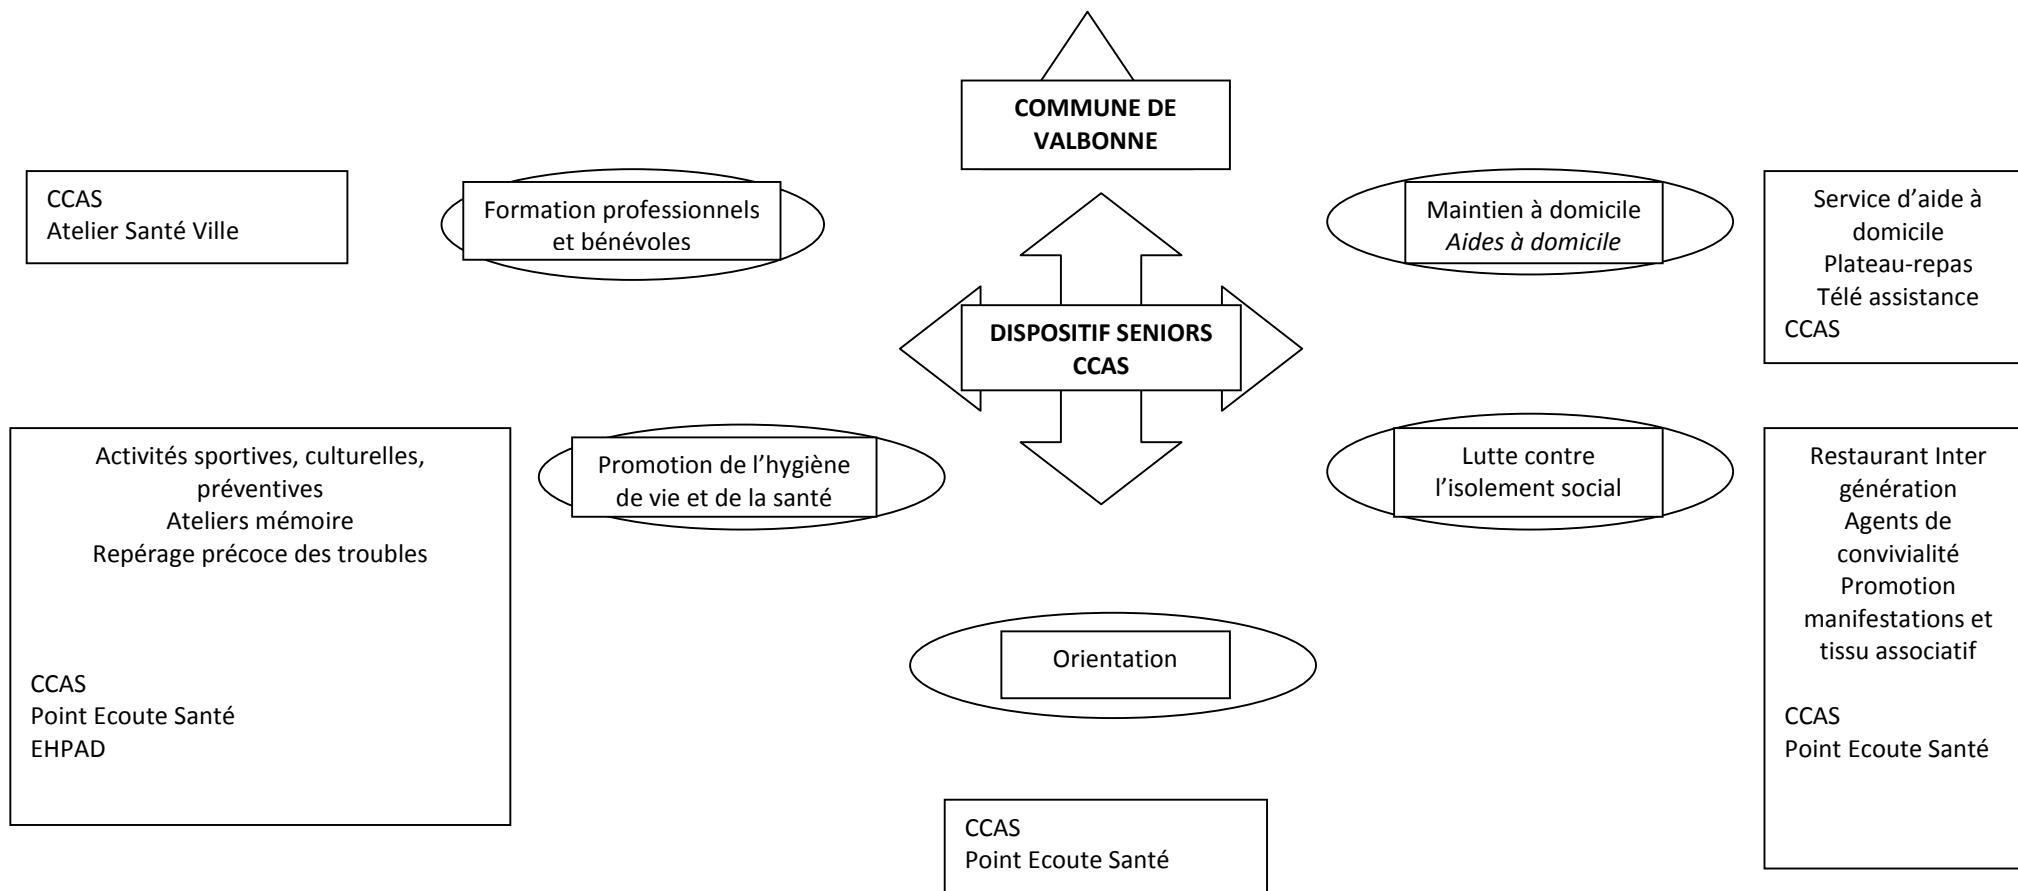 COMMUNE DE
VALBONNE
CCAS
Atelier Santé Ville
Formation professionnels
et bénévoles
Maintien à domicile
Aides à domicile
Service d’aide à
domicile
Plateau-repas
Télé assistance
CCAS
DISPOSITIF SENIORS
CCAS
Activités sportives, culturelles,
préventives
Ateliers mémoire
Repérage précoce des troubles
CCAS
Point Ecoute Santé
EHPAD
Promotion de l’hygiène
de vie et de la santé
Lutte contre
l’isolement social
Restaurant Inter
génération
Agents de
convivialité
Promotion
manifestations et
tissu associatif
CCAS
Point Ecoute Santé
Orientation
CCAS
Point Ecoute Santé